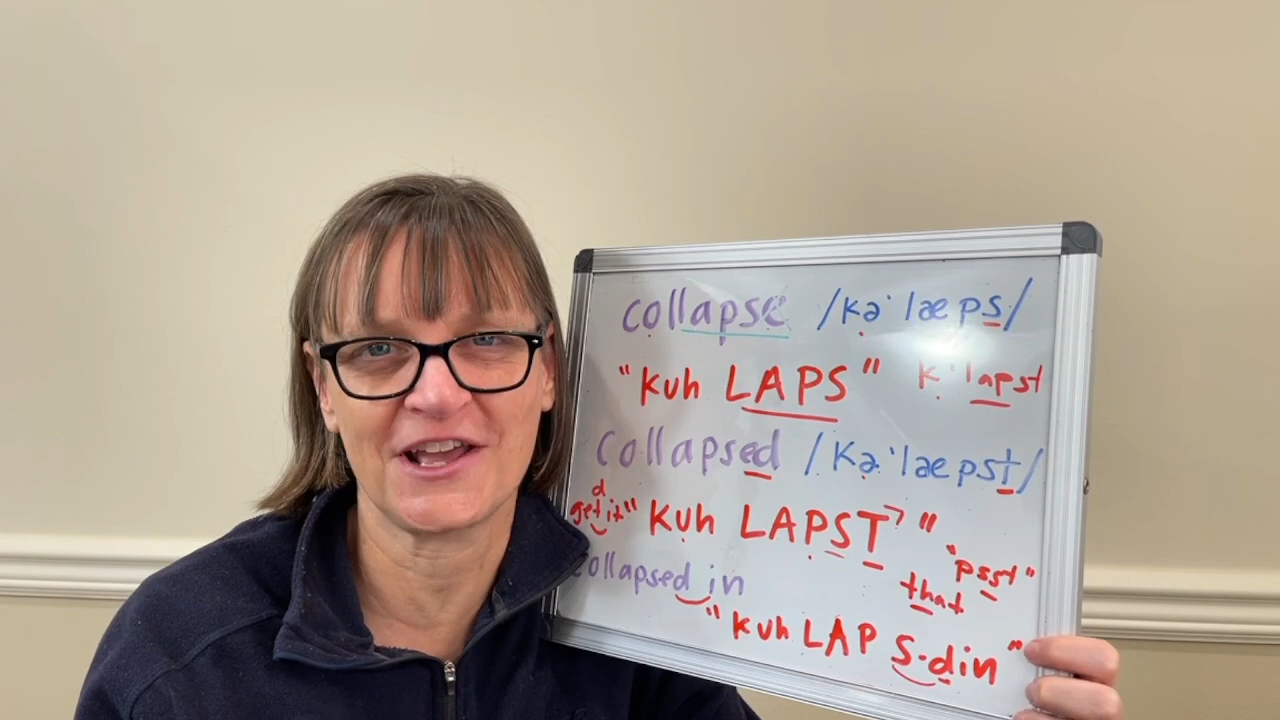 collapse /kəˈlæps/
"kuh LAPS" kˈlapst
collapsed /kəˈlæpst/
d
get it "kuh LAPST"
"psst"
collapsed in
that
"kuh LAP S-din"